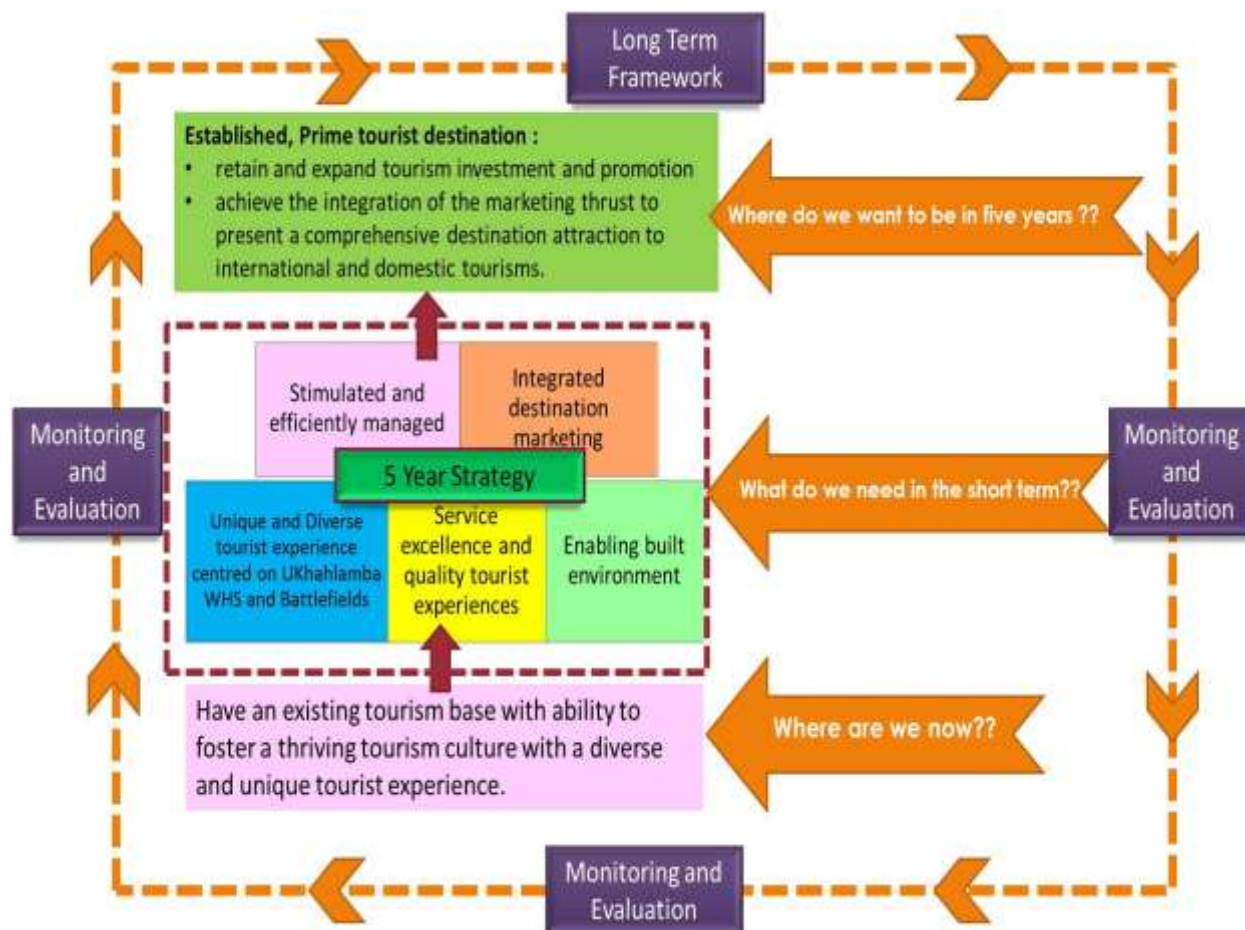 Long Term
Framework
Established, Prime tourist destination :
• retain and expand tourism investment and promotion
• achieve the integration of the marketing thrust to
present a comprehensive destination attraction to
international and domestic tourisms.
Where do we want to be in five years ??
Stimulated and
efficiently managed
Integrated
destination
marketing
5 Year Strategy
Unique and Diverse
tourist experience
centred on UKhahlamba
WHS and Battlefields
Service
excellence and
quality tourist
experiences
Enabling built
environment
What do we need in the short term??
Monitoring
and
Evaluation
Monitoring
and
Evaluation
Have an existing tourism base with ability to
foster a thriving tourism culture with a diverse
and unique tourist experience.
Where are we now??
Monitoring and
Evaluation